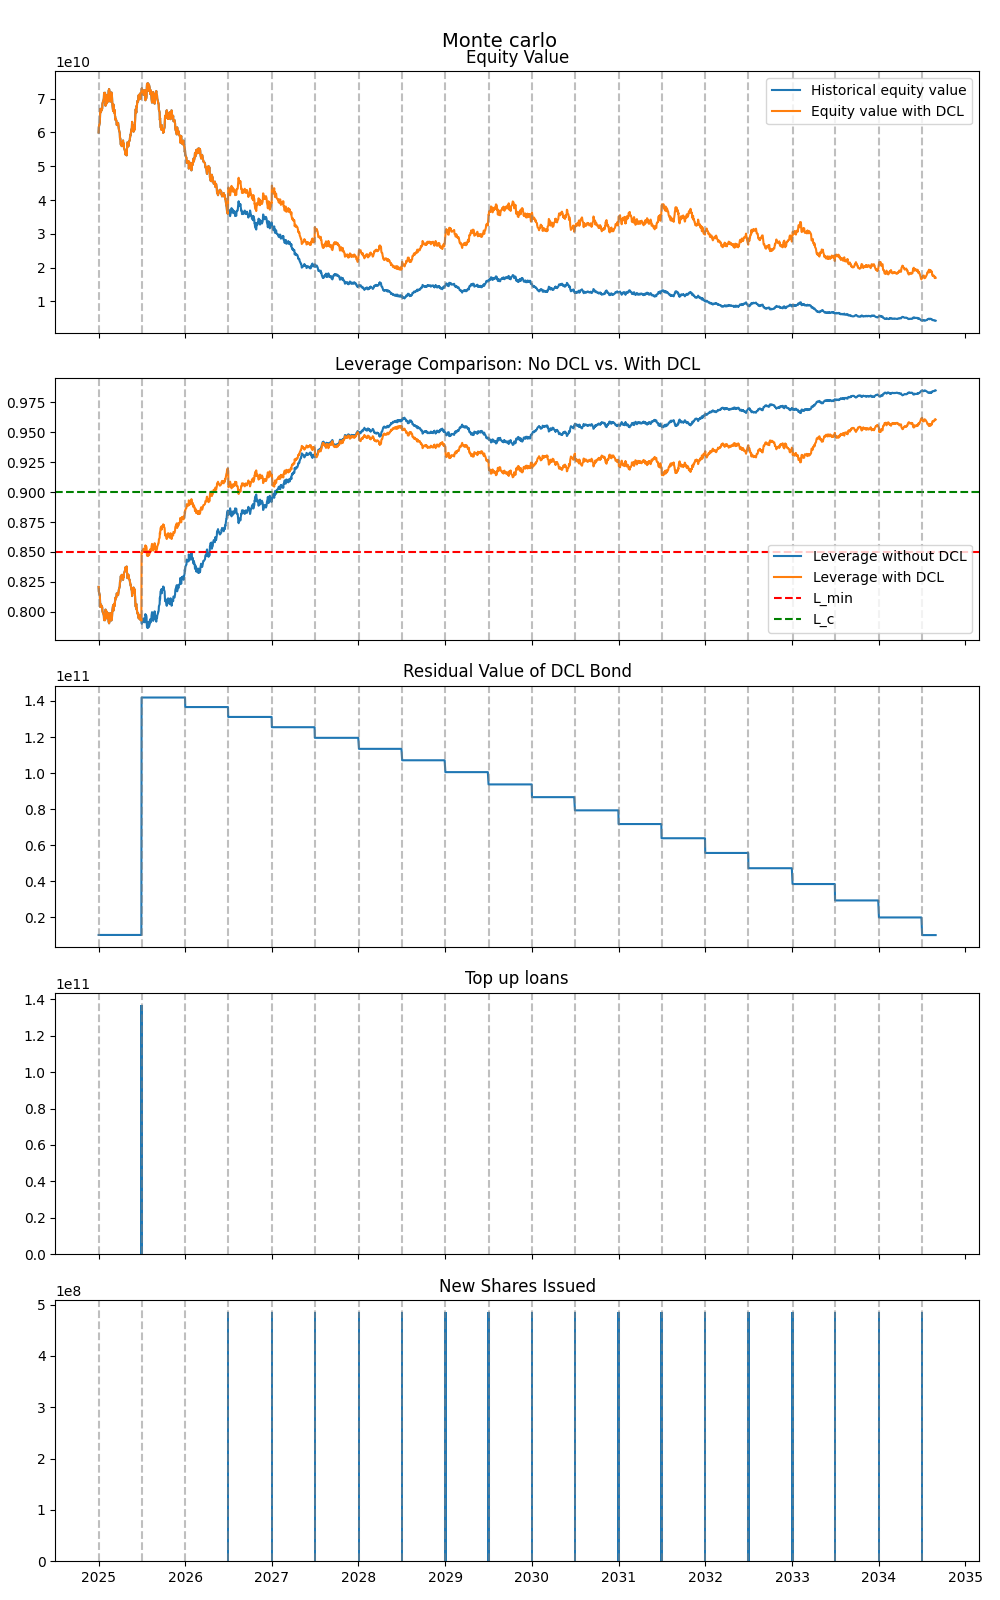 Monte carlo
Equity Value
1e10
7
6
5
4
3
2
1
Historical equity value
Equity value with DCL
Leverage Comparison: No DCL vs. With DCL
0.975
0.950
0.925
0.900
0.875
0.850
0.825
0.800
Leverage without DCL
Leverage with DCL
L_min
L_c
Residual Value of DCL Bond
1e11
1.4
1.2
1.0
0.8
0.6
0.4
0.2
Top up loans
1e11
1.4
1.2
1.0
0.8
0.6
0.4
0.2
0.0
New Shares Issued
1e8
5
4
3
2
1
0
2025 2026 2027 2028 2029 2030 2031 2032 2033 2034 2035